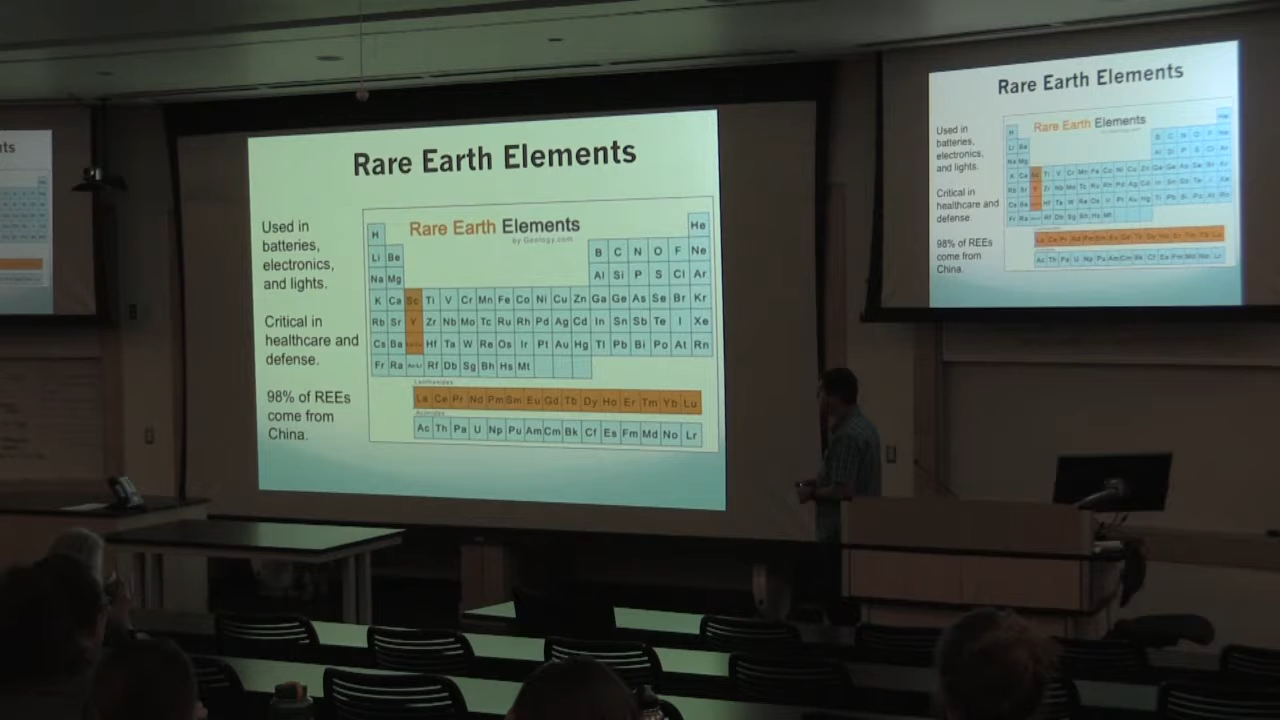 Rare Earth Elements
Used in
batteries,
electronics,
and lights.
Critical in
healthcare and
defense.
98% of REEs
come from
China.
Rare Earth Elements
by Geology.com
H He
Li Be B C N O F Ne
Na Mg Al Si P S Cl Ar
K Ca Sc Ti V Cr Mn Fe Co Ni Cu Zn Ga Ge As Se Br Kr
Rb Sr Y Zr Nb Mo Tc Ru Rh Pd Ag Cd In Sn Sb Te I Xe
Cs Ba Hf Ta W Re Os Ir Pt Au Hg Tl Pb Bi Po At Rn
Fr Ra Rf Db Sg Bh Hs Mt
Lanthanides
La Ce Pr Nd Pm Sm Eu Gd Tb Dy Ho Er Tm Yb Lu
Actinides
Ac Th Pa U Np Pu Am Cm Bk Cf Es Fm Md No Lr
Rare Earth Elements
Used in
batteries,
electronics,
and lights.
Critical in
healthcare and
defense.
98% of REEs
come from
China.
Rare Earth Elements
nts